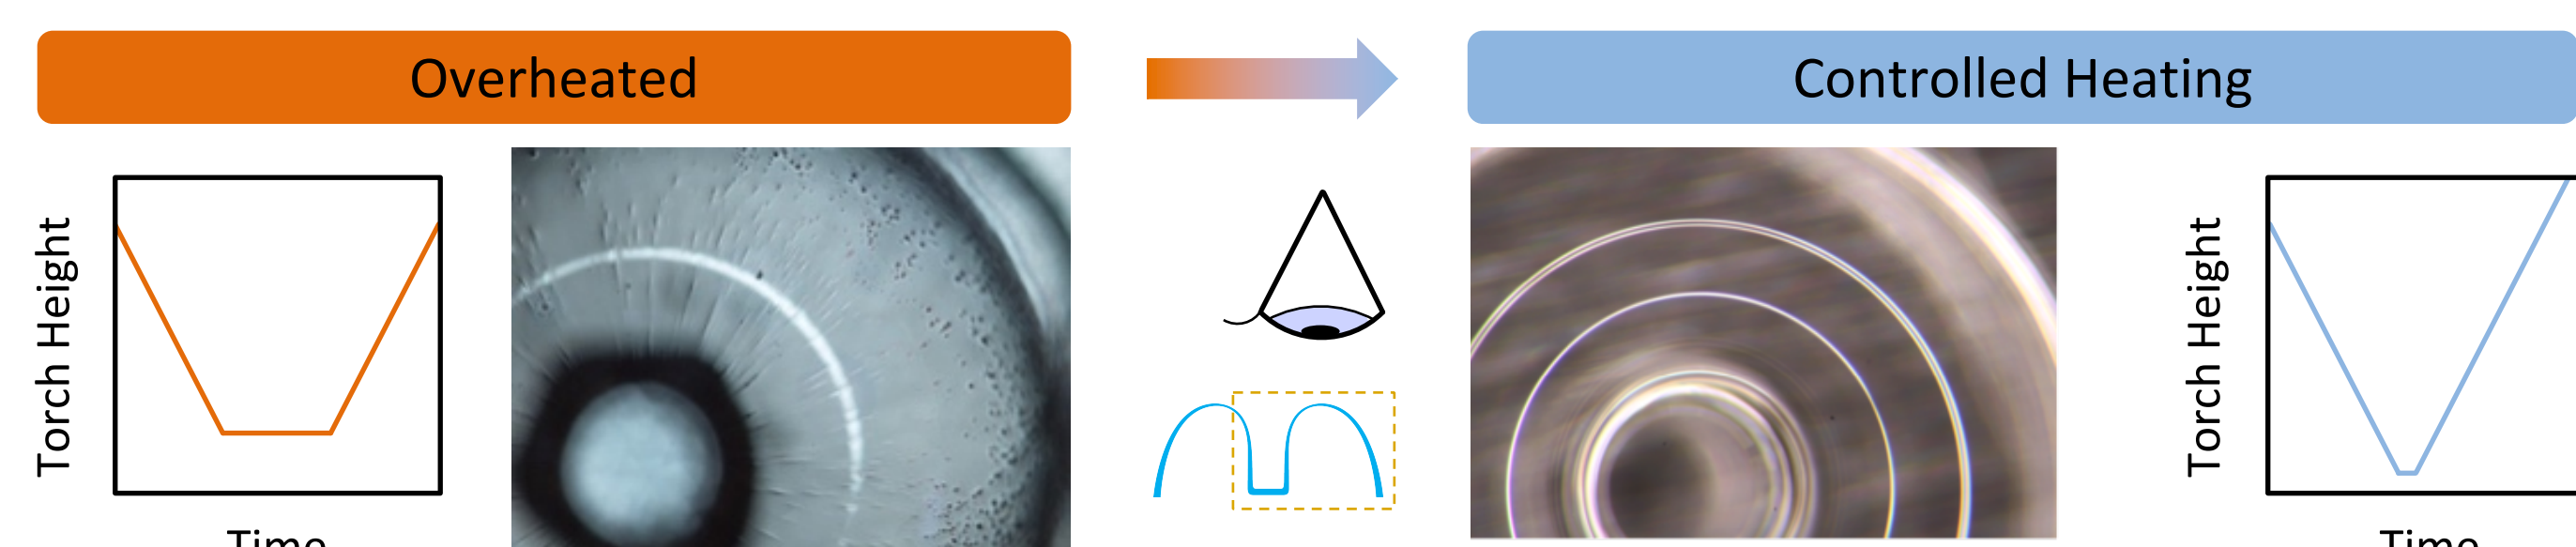 Overheated
Controlled Heating
Torch Height
Time
Torch Height
Time